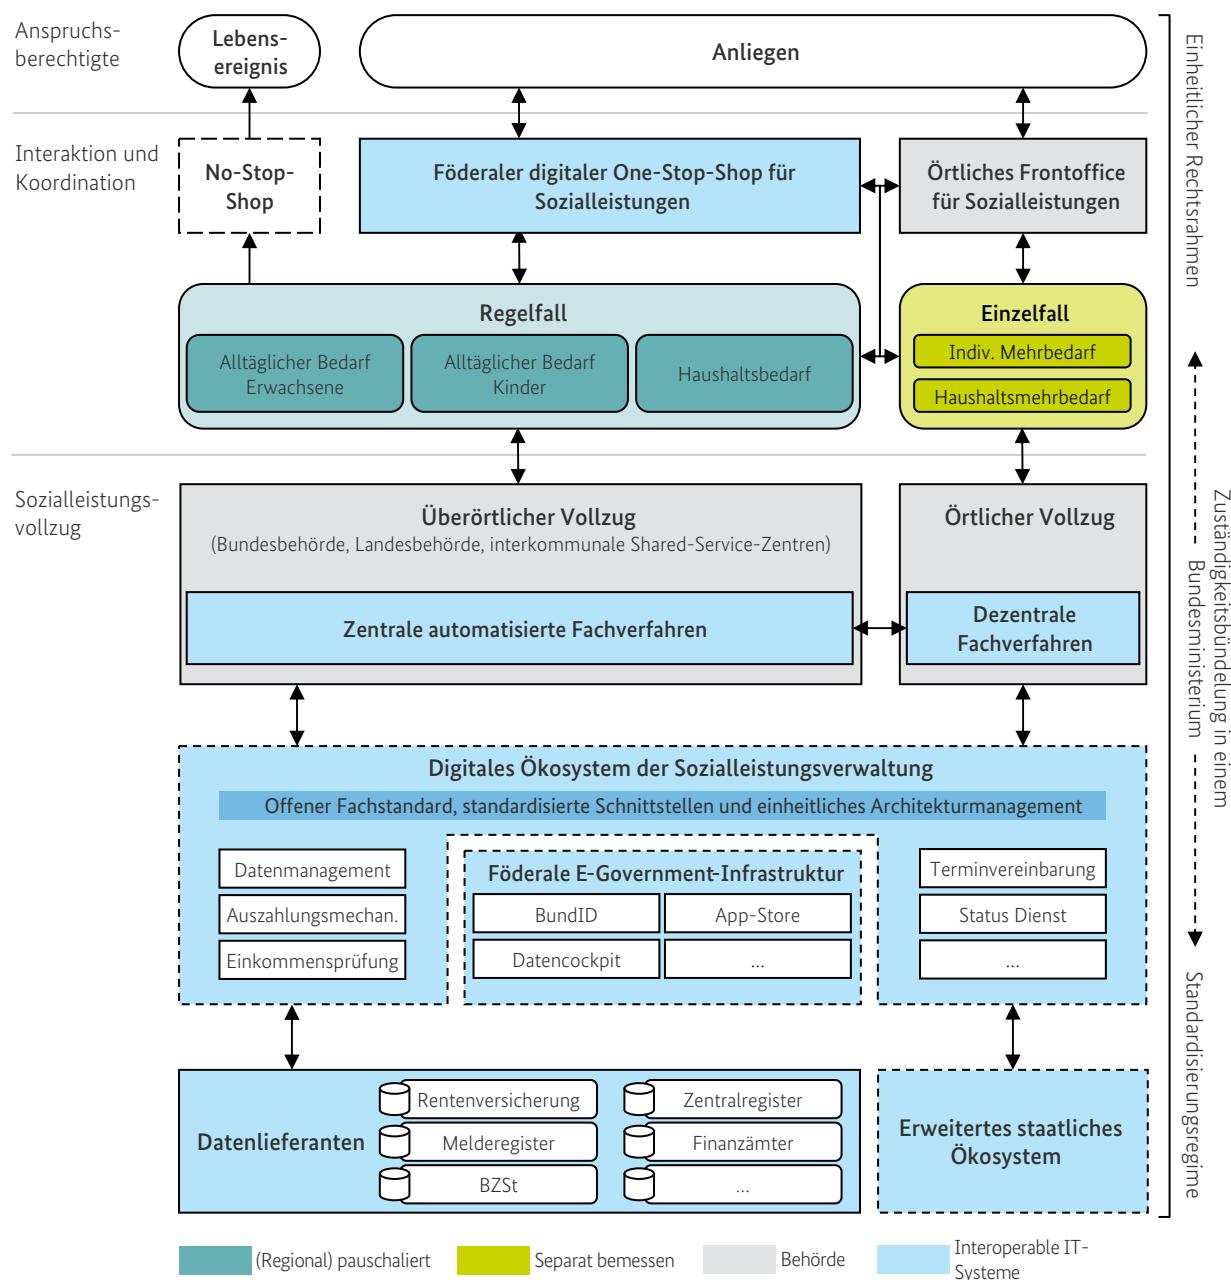 Anspruchs-
berechtigte
Lebens-
ereignis
Anliegen
Interaktion und
Koordination
No-Stop-
Shop
Föderaler digitaler One-Stop-Shop für
Sozialleistungen
Örtliches Frontoffice
für Sozialleistungen
Regelfall
Alltäglicher Bedarf
Erwachsene
Alltäglicher Bedarf
Kinder
Haushaltsbedarf
Einzelfall
Indiv. Mehrbedarf
Haushaltsmehrbedarf
Sozialleistungs-
vollzug
Überörtlicher Vollzug
(Bundesbehörde, Landesbehörde, interkommunale Shared-Service-Zentren)
Zentrale automatisierte Fachverfahren
Örtlicher Vollzug
Dezentrale
Fachverfahren
Digitales Ökosystem der Sozialleistungsverwaltung
Offener Fachstandard, standardisierte Schnittstellen und einheitliches Architekturmanagement
Datenmanagement
Auszahlungsmechan.
Einkommensprüfung
Föderale E-Government-Infrastruktur
BundID
App-Store
Datencockpit
...
Terminvereinbarung
Status Dienst
...
Datenlieferanten
Rentenversicherung
Melderegister
BZSt
Zentralregister
Finanzämter
...
Erweitertes staatliches
Ökosystem
Einheitlicher Rechtsrahmen
Zuständigkeitsbündelung in einem
Bundesministerium
Standardisierungsregime
(Regional) pauschaliert
Separat bemessen
Behörde
Interoperable IT-
Systeme